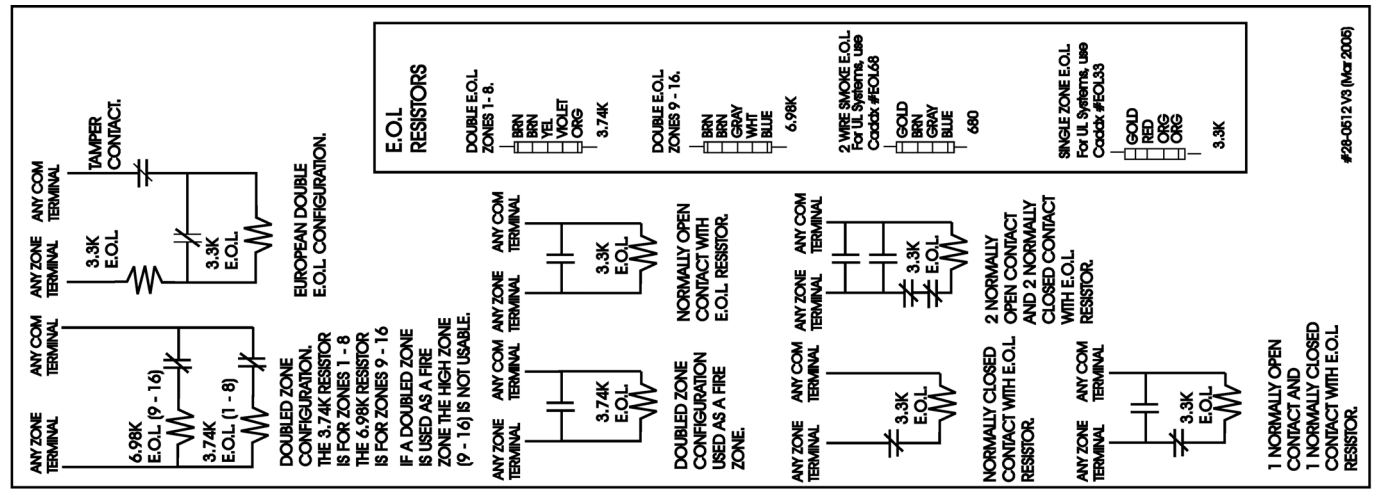 ANY ZONE
TERMINAL
ANY COM
TERMINAL
6.98K
E.O.L (9 - 16)
3.74K
E.O.L (1 - 8)
DOUBLED ZONE
CONFIGURATION.
THE 3.74K RESISTOR
IS FOR ZONES 1 - 8
THE 6.98K RESISTOR
IS FOR ZONES 9 - 16
IF A DOUBLED ZONE
IS USED AS A FIRE
ZONE THE HIGH ZONE
(9 - 16) IS NOT USABLE.
ANY ZONE
TERMINAL
ANY COM
TERMINAL
3.3K
E.O.L
TAMPER
CONTACT.
3.3K
E.O.L
EUROPEAN DOUBLE
E.O.L CONFIGURATION.
E.O.L
RESISTORS
DOUBLE E.O.L
ZONES 1 - 8.
BRN
BRN
YEL
VIOLET
ORG
3.74K
DOUBLE E.O.L
ZONES 9 - 16.
BRN
BRN
GRAY
WHT
BLUE
6.98K
2 WIRE SMOKE E.O.L
For UL Systems, use
Caddx #EOL68
GOLD
BRN
GRAY
BLUE
680
SINGLE ZONE E.O.L
For UL Systems, use
Caddx #EOL33
GOLD
RED
ORG
ORG
3.3K
ANY ZONE
TERMINAL
ANY COM
TERMINAL
3.74K
E.O.L
DOUBLED ZONE
CONFIGURATION
USED AS A FIRE
ZONE.
ANY ZONE
TERMINAL
ANY COM
TERMINAL
3.3K
E.O.L
NORMALLY OPEN
CONTACT WITH
E.O.L RESISTOR.
ANY ZONE
TERMINAL
ANY COM
TERMINAL
3.3K
E.O.L
NORMALLY CLOSED
CONTACT WITH E.O.L
RESISTOR.
ANY ZONE
TERMINAL
ANY COM
TERMINAL
3.3K
E.O.L
2 NORMALLY
OPEN CONTACT
AND 2 NORMALLY
CLOSED CONTACT
WITH E.O.L
RESISTOR.
ANY ZONE
TERMINAL
ANY COM
TERMINAL
3.3K
E.O.L
1 NORMALLY OPEN
CONTACT AND
1 NORMALLY CLOSED
CONTACT WITH E.O.L
RESISTOR.
#28-0512 V3 (Mar 2005)